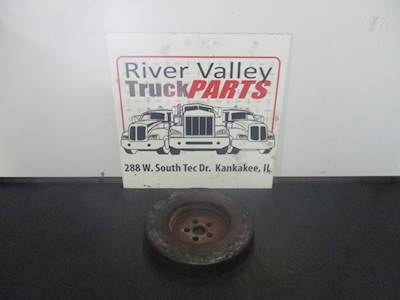 River Valley
TruckPARTS
288 W. South Tec Dr. Kankakee, IL